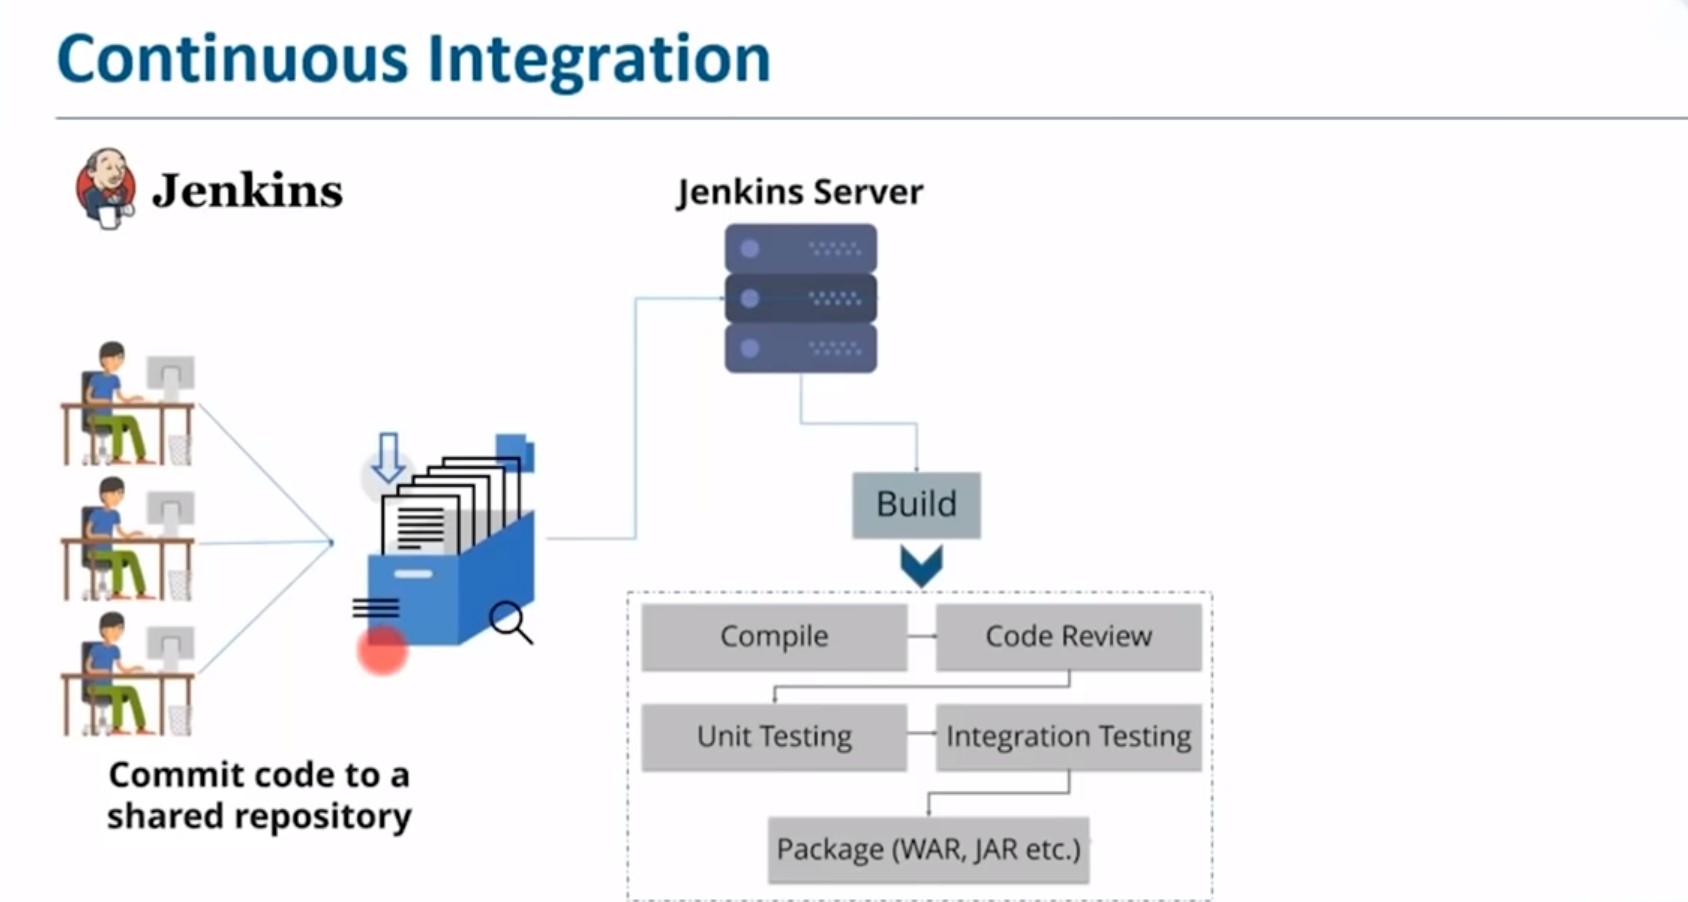 Continuous Integration
Jenkins
Jenkins Server
Commit code to a
shared repository
Build
Compile
Code Review
Unit Testing
Integration Testing
Package (WAR, JAR etc.)